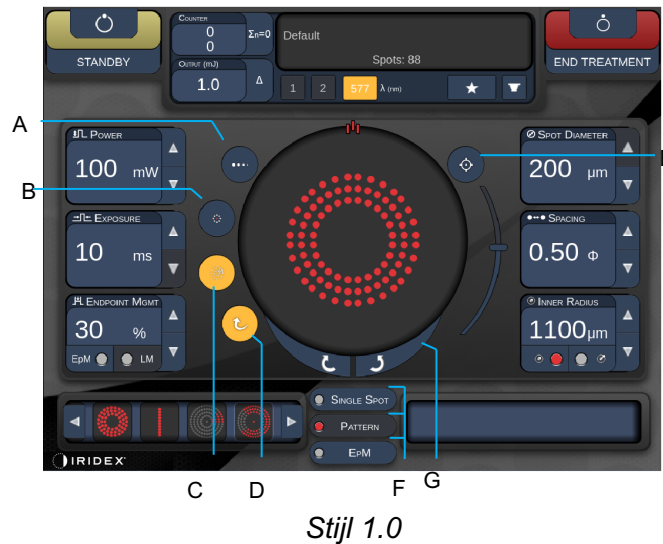 STANDBY
COUNTER
0
0
Σn=0
OUTPUT (mJ)
1.0
Δ
Default
Spots: 88
1 2 577 λ (nm)
END TREATMENT
A
B
POWER
100 mW
EXPOSURE
10 ms
ENDPOINT MGMT
30 %
EpM LM
SPOT DIAMETER
200 µm
SPACING
0.50 Φ
INNER RADIUS
1100 µm
SINGLE SPOT
PATTERN
EPM
IRIDEX
C D F G
Stijl 1.0